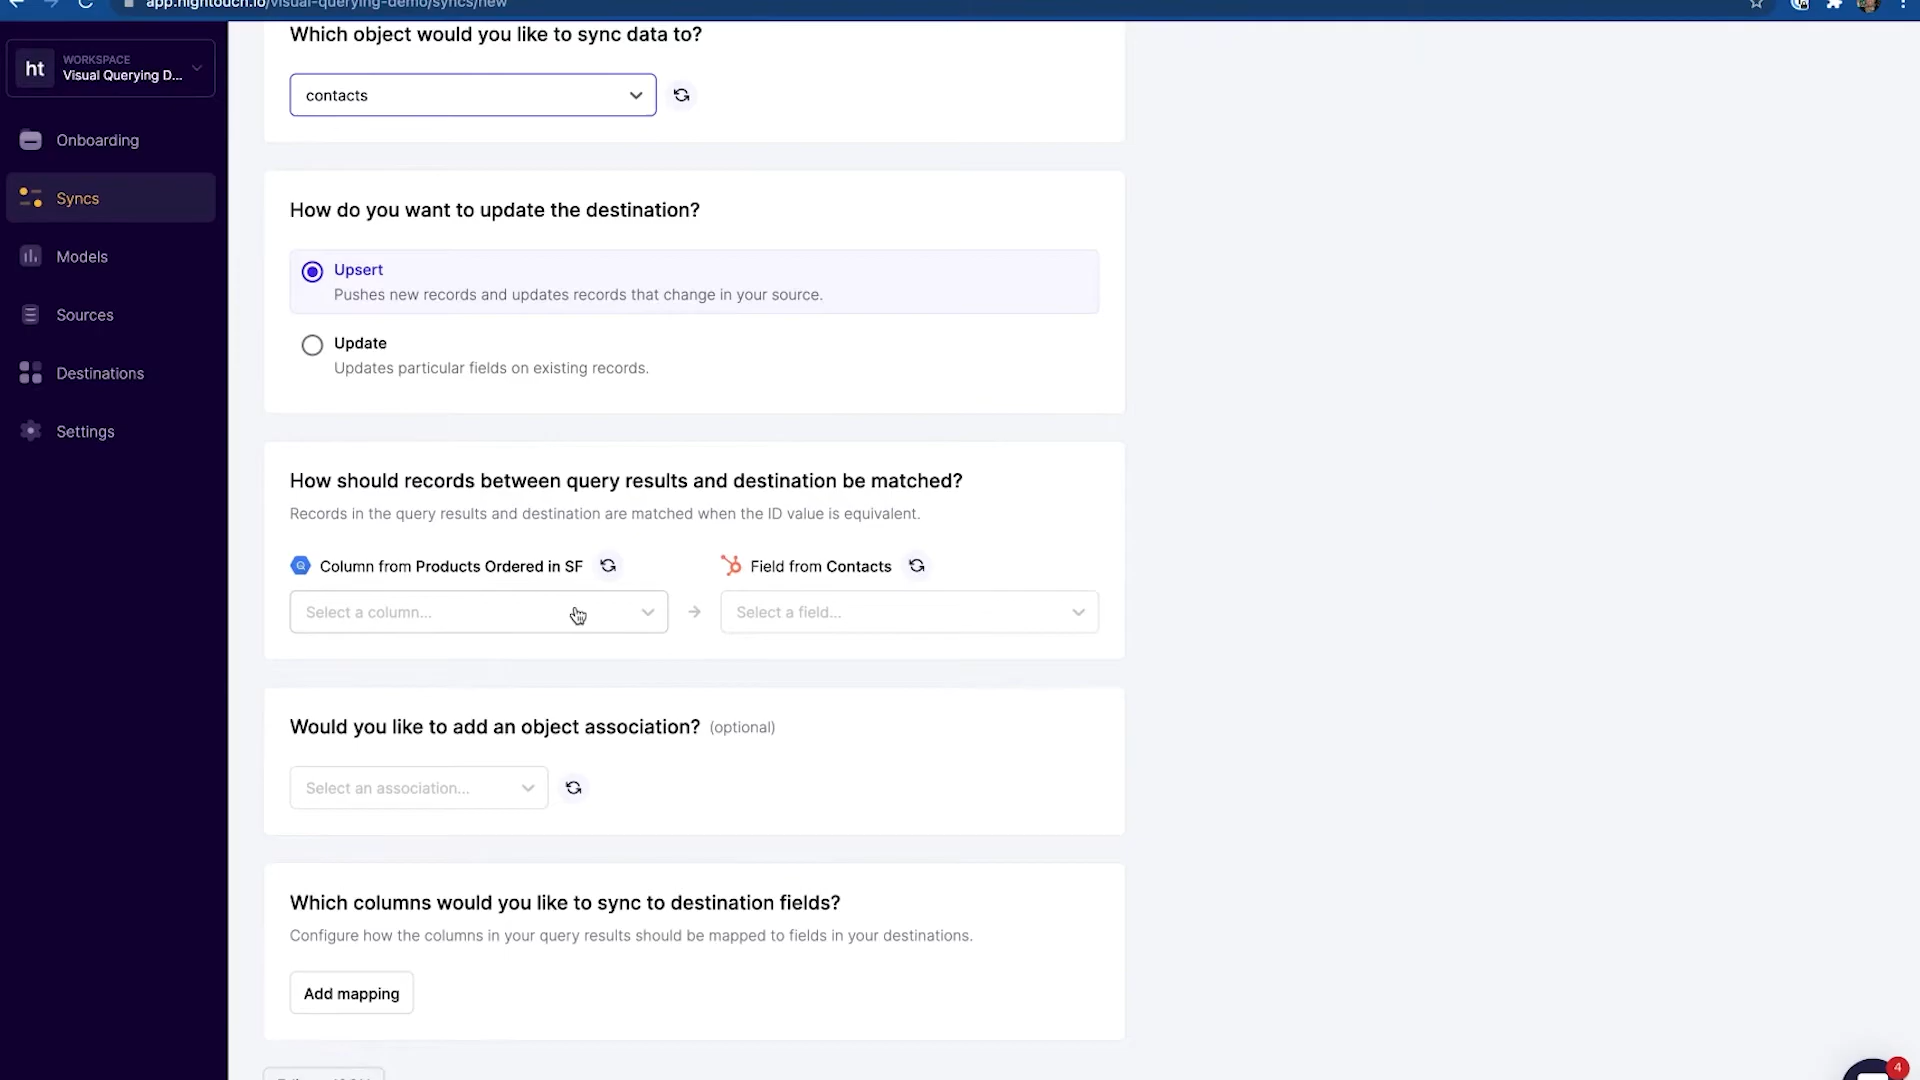 app.hightouch.io/visual-querying-demo/syncs/new
ht
WORKSPACE
Visual Querying D...
Onboarding
Syncs
Models
Sources
Destinations
Settings
Which object would you like to sync data to?
contacts
How do you want to update the destination?
Upsert
Pushes new records and updates records that change in your source.
Update
Updates particular fields on existing records.
How should records between query results and destination be matched?
Records in the query results and destination are matched when the ID value is equivalent.
Column from Products Ordered in SF
Field from Contacts
Select a column...
Select a field...
Would you like to add an object association? (optional)
Select an association...
Which columns would you like to sync to destination fields?
Configure how the columns in your query results should be mapped to fields in your destinations.
Add mapping
4